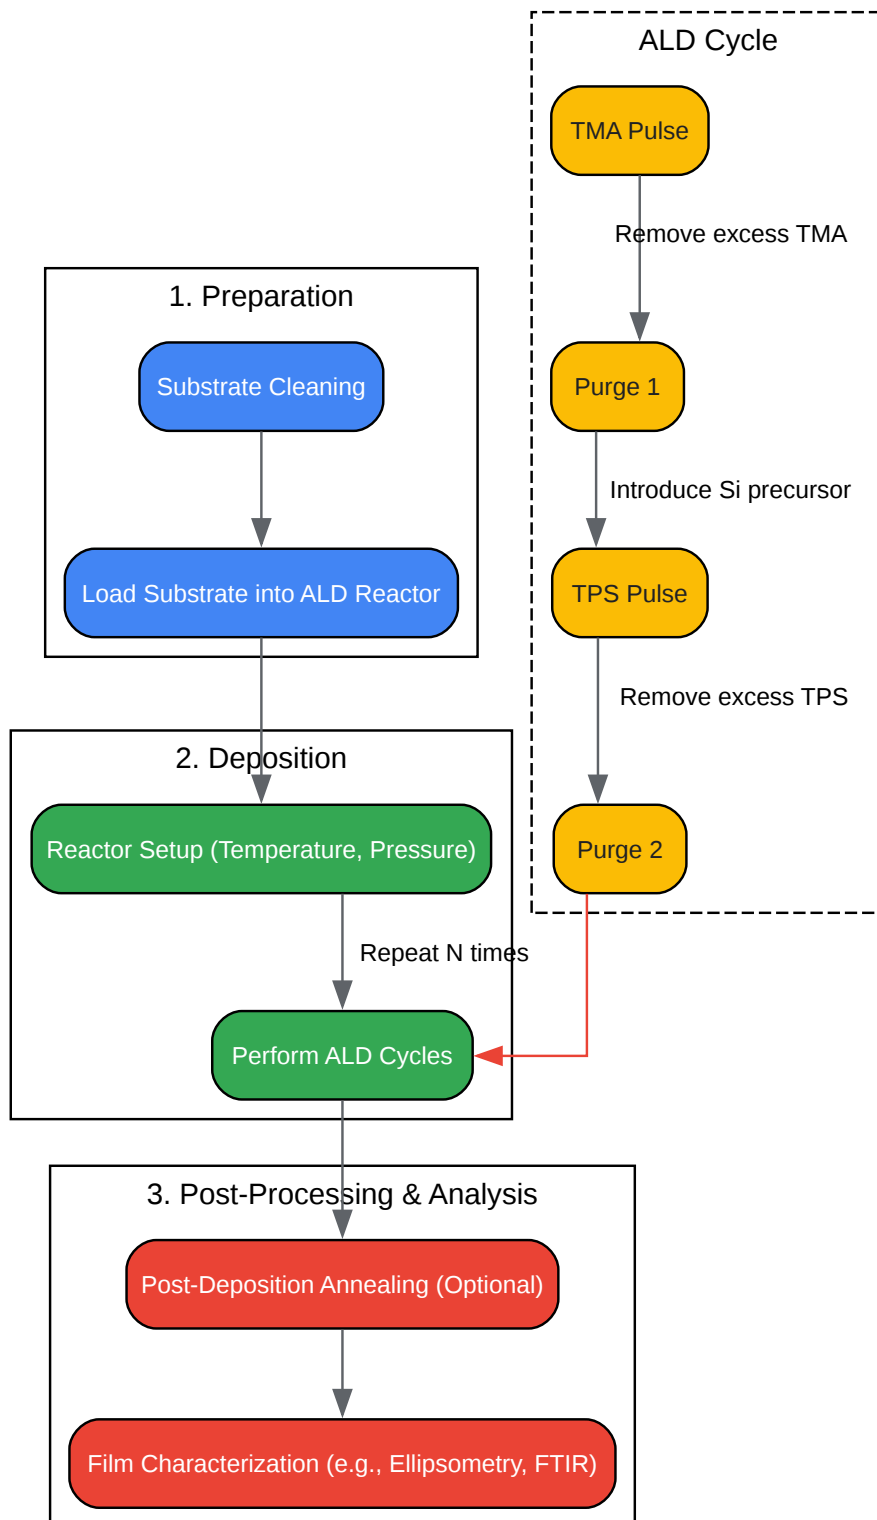 ALD Cycle
TMA Pulse
Remove excess TMA
Purge 1
Introduce Si precursor
TPS Pulse
Remove excess TPS
Purge 2
1. Preparation
Substrate Cleaning
Load Substrate into ALD Reactor
2. Deposition
Reactor Setup (Temperature, Pressure)
Repeat N times
Perform ALD Cycles
3. Post-Processing & Analysis
Post-Deposition Annealing (Optional)
Film Characterization (e.g., Ellipsometry, FTIR)